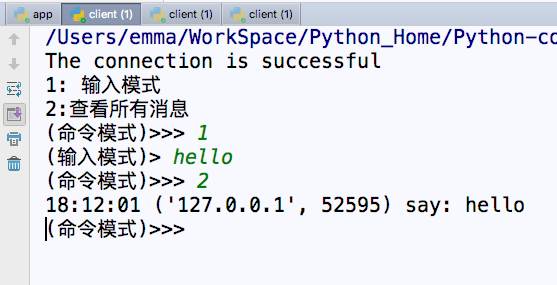 app client (1) client (1) client (1)
/Users/emma/WorkSpace/Python_Home/Python-co
The connection is successful
1: 输入模式
2:查看所有消息
(命令模式)>>> 1
(输入模式)> hello
(命令模式)>>> 2
18:12:01 ('127.0.0.1', 52595) say: hello
(命令模式)>>>